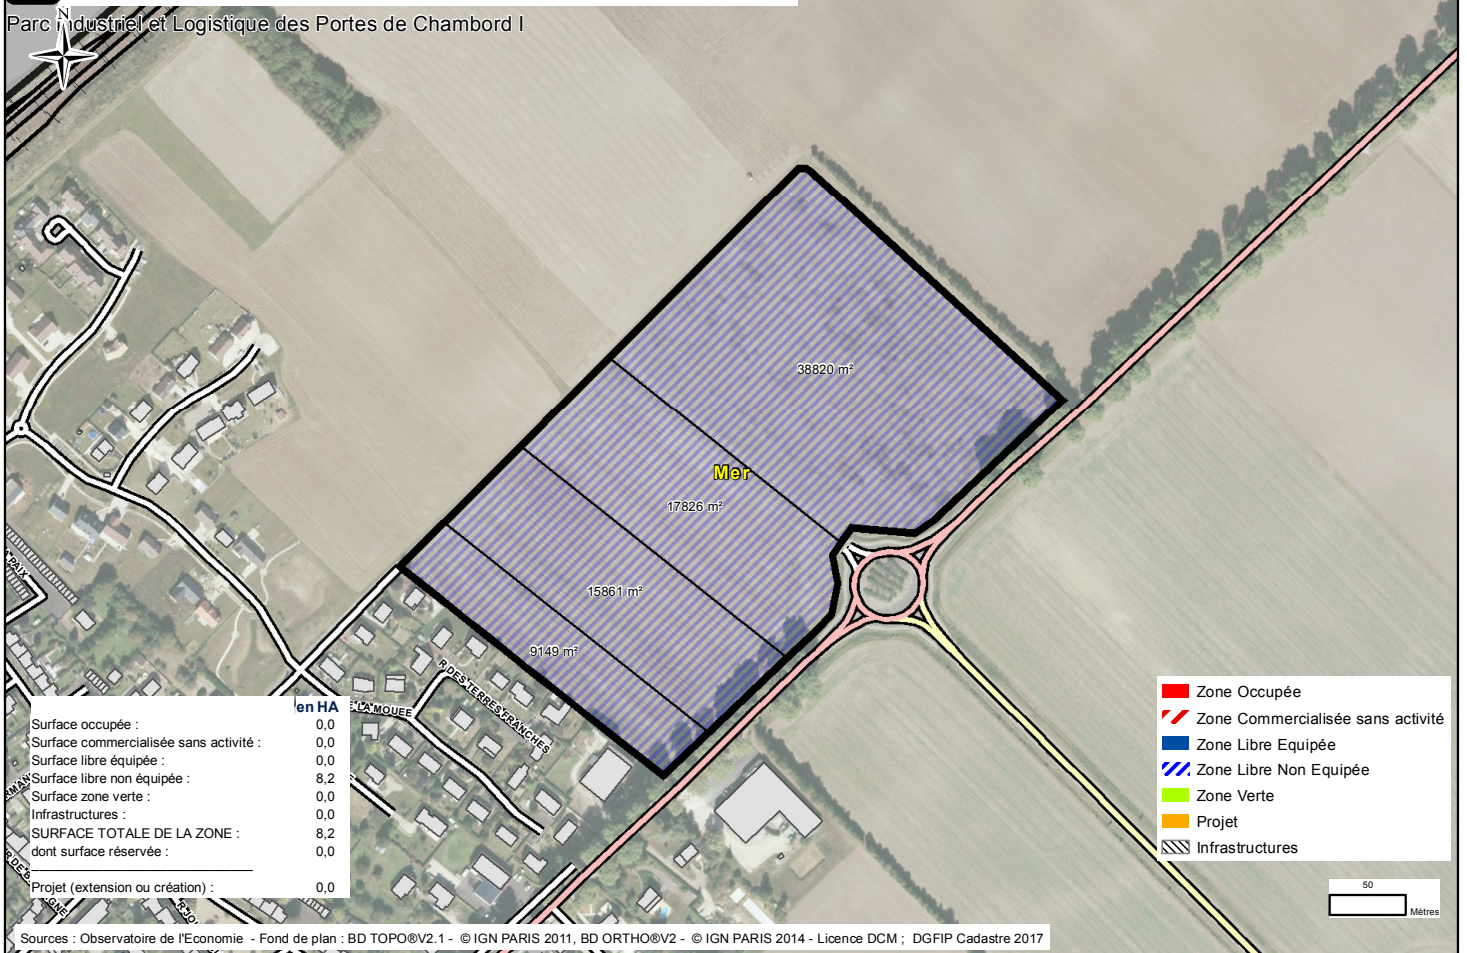 Parc Industriel et Logistique des Portes de Chambord I
N
38820 m²
Mer
17826 m²
15861 m²
9149 m²
PAIX
R DES TERRES FRANCHES
LA MOUEE
en HA
Surface occupée : 0,0
Surface commercialisée sans activité : 0,0
Surface libre équipée : 0,0
Surface libre non équipée : 8,2
Surface zone verte : 0,0
Infrastructures : 0,0
SURFACE TOTALE DE LA ZONE : 8,2
dont surface réservée : 0,0
Projet (extension ou création) : 0,0
Zone Occupée
Zone Commercialisée sans activité
Zone Libre Equipée
Zone Libre Non Equipée
Zone Verte
Projet
Infrastructures
50
Mètres
Sources : Observatoire de l'Economie - Fond de plan : BD TOPO®V2.1 - © IGN PARIS 2011, BD ORTHO®V2 - © IGN PARIS 2014 - Licence DCM ; DGFIP Cadastre 2017